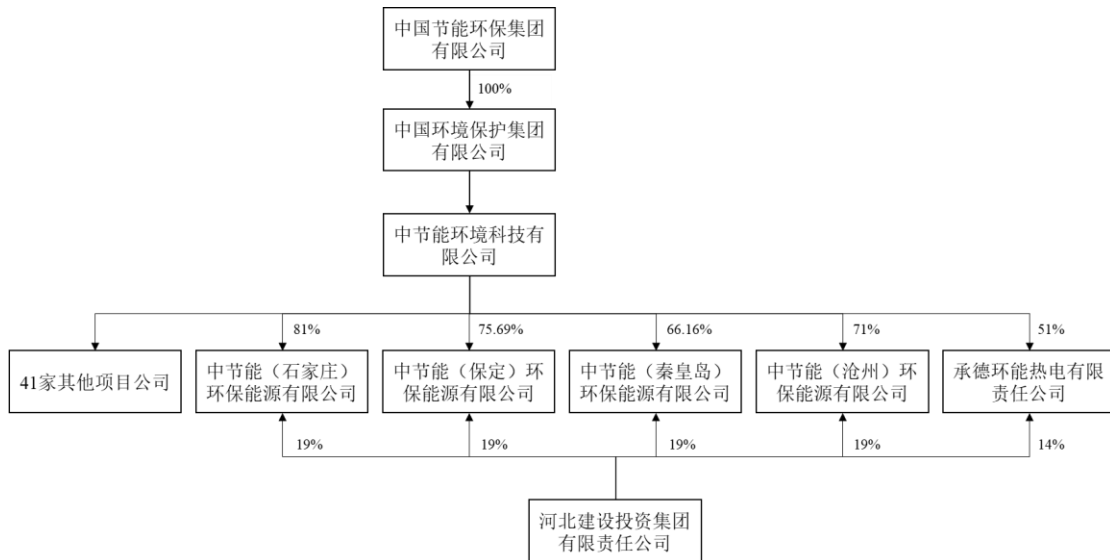 中国节能环保集团
有限公司
100%
中国环境保护集团
有限公司
中节能环境科技有
限公司
81%
75.69%
66.16%
71%
51%
41家其他项目公司
中节能（石家庄）
环保能源有限公司
中节能（保定）环
保能源有限公司
中节能（秦皇岛）
环保能源有限公司
中节能（沧州）环
保能源有限公司
承德环能热电有限
责任公司
19%
19%
19%
19%
14%
河北建设投资集团
有限责任公司